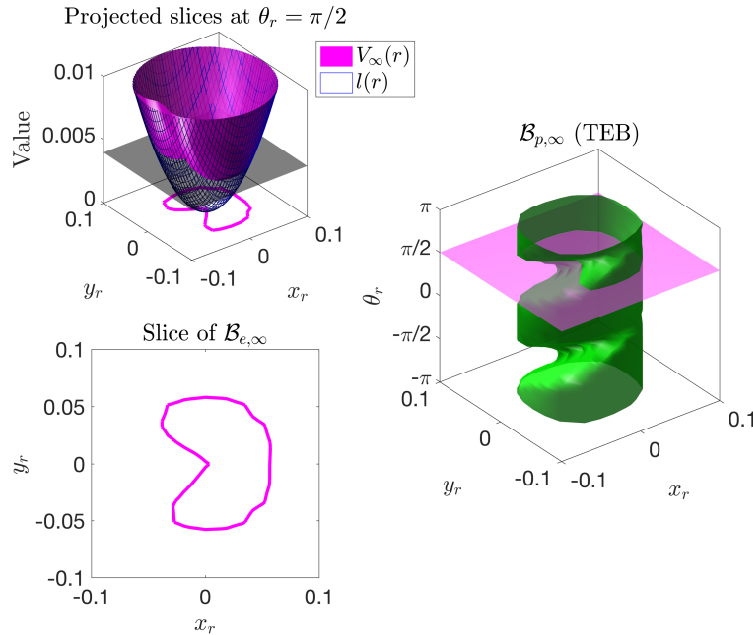 Projected slices at θ_r = π/2
V_∞(r)
l(r)
0.01
0.005
0
Value
0.1
0
-0.1
y_r
-0.1
0
0.1
x_r
𝓑_{p,∞} (TEB)
π
π/2
0
-π/2
-π
θ_r
0.1
0
-0.1
y_r
-0.1
0
0.1
x_r
Slice of 𝓑_{e,∞}
0.1
0.05
0
-0.05
-0.1
y_r
-0.1
0
0.1
x_r